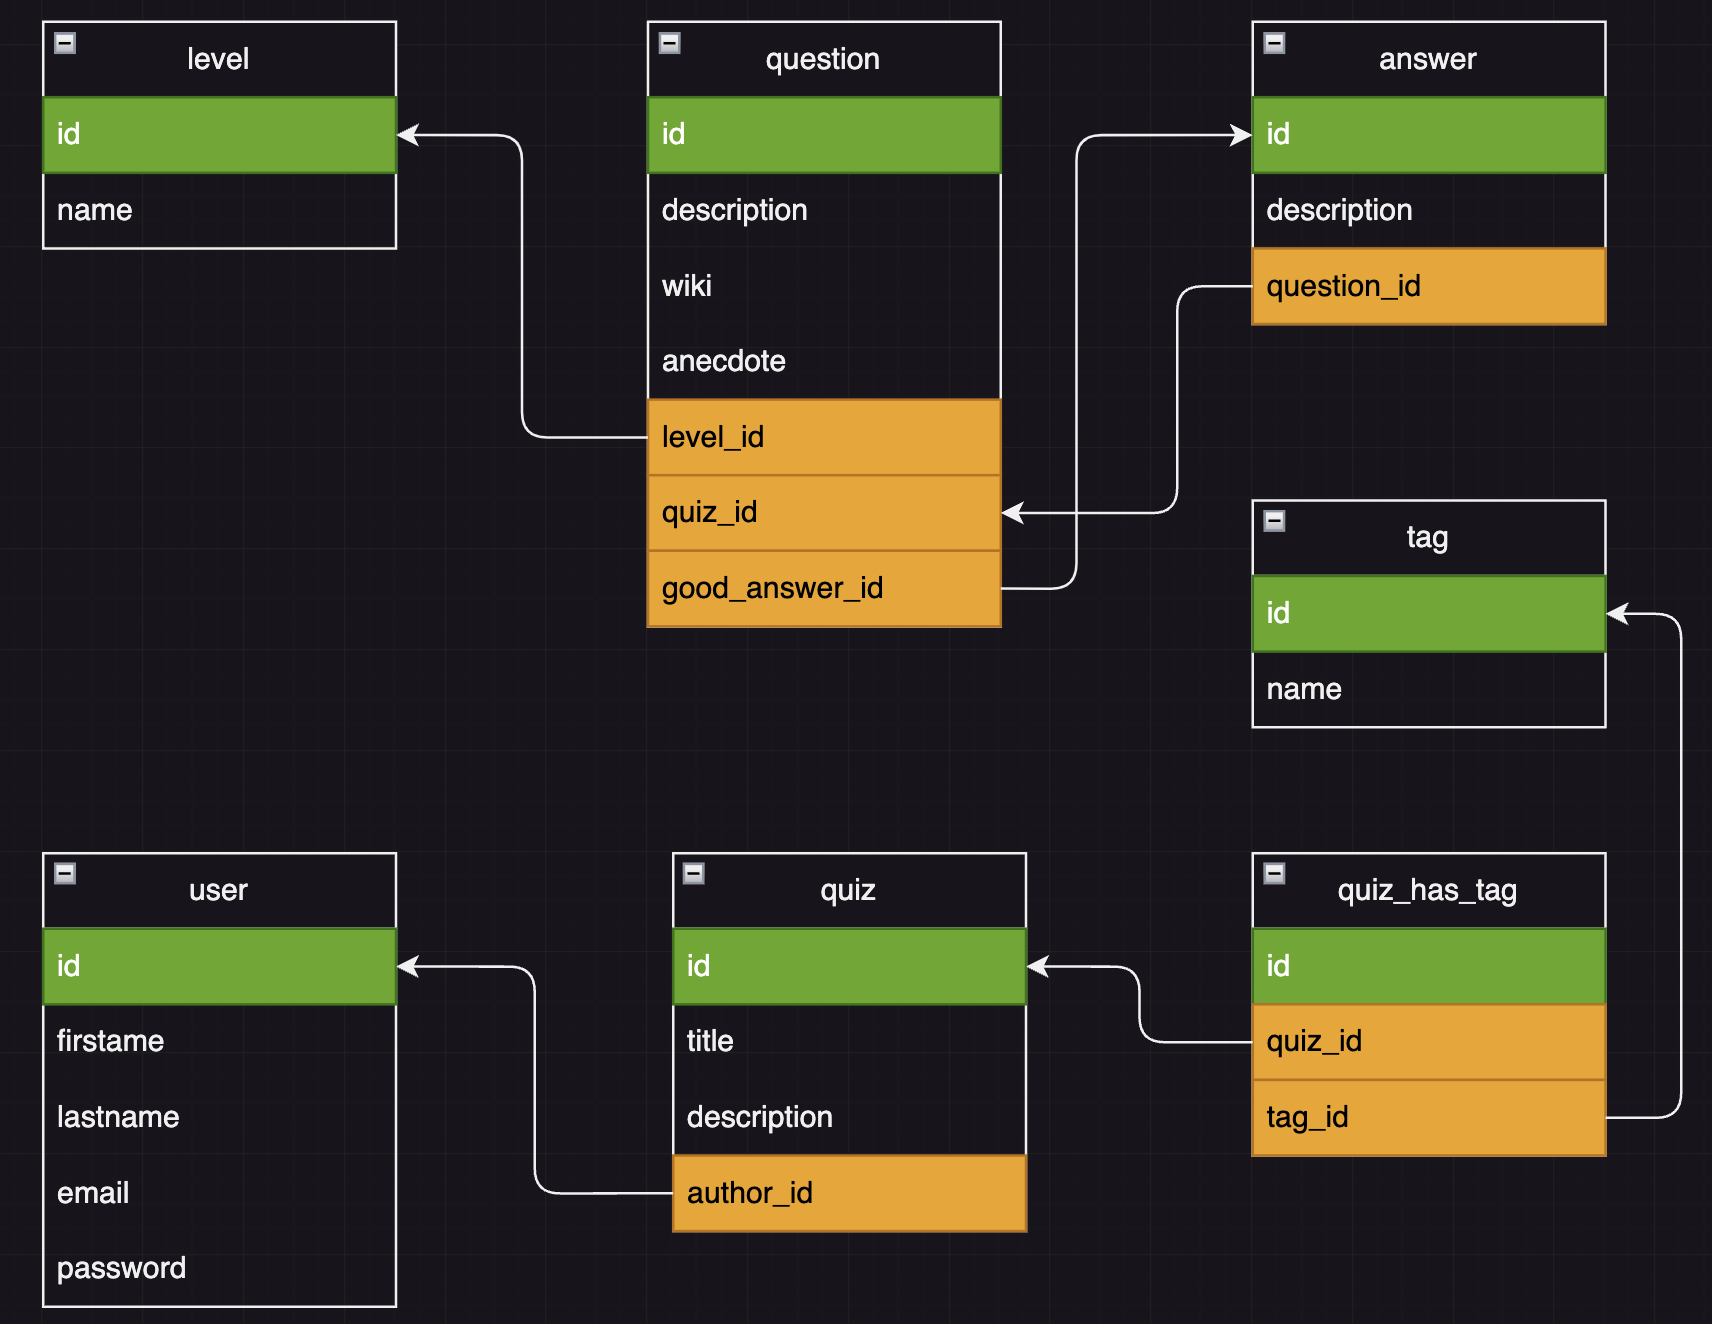 level
id
name
question
id
description
wiki
anecdote
level_id
quiz_id
good_answer_id
answer
id
description
question_id
tag
id
name
user
id
firstame
lastname
email
password
quiz
id
title
description
author_id
quiz_has_tag
id
quiz_id
tag_id